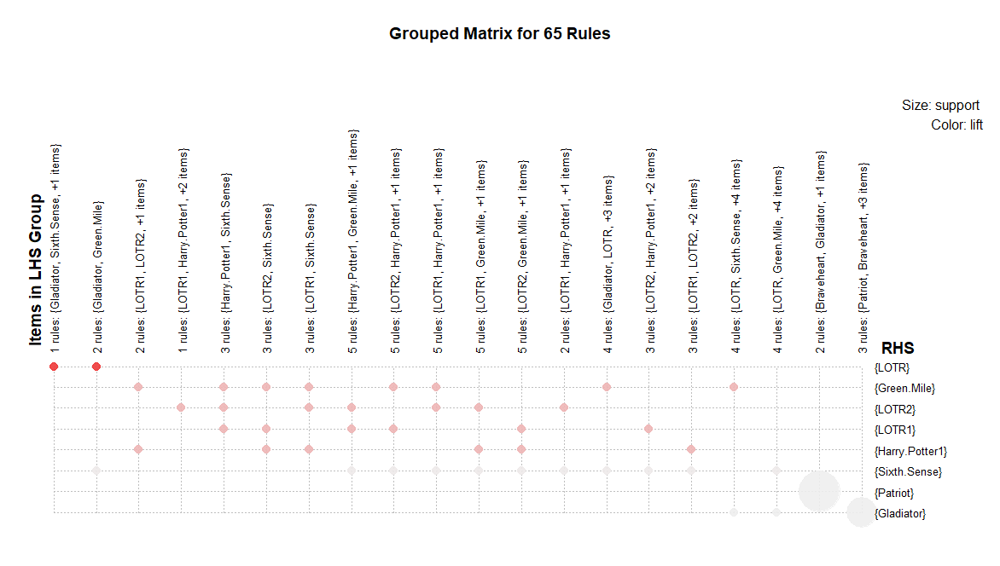 Grouped Matrix for 65 Rules
Size: support
Color: lift
Items in LHS Group
1 rules: {Gladiator, Sixth.Sense, +1 items}
2 rules: {Gladiator, Green.Mile}
2 rules: {LOTR1, LOTR2, +1 items}
1 rules: {LOTR1, Harry.Potter1, +2 items}
3 rules: {Harry.Potter1, Sixth.Sense}
3 rules: {LOTR2, Sixth.Sense}
3 rules: {LOTR1, Sixth.Sense}
5 rules: {Harry.Potter1, Green.Mile, +1 items}
5 rules: {LOTR2, Harry.Potter1, +1 items}
5 rules: {LOTR1, Harry.Potter1, +1 items}
5 rules: {LOTR1, Green.Mile, +1 items}
5 rules: {LOTR2, Green.Mile, +1 items}
2 rules: {LOTR1, Harry.Potter1, +1 items}
4 rules: {Gladiator, LOTR, +3 items}
3 rules: {LOTR2, Harry.Potter1, +2 items}
3 rules: {LOTR1, LOTR2, +2 items}
4 rules: {LOTR, Sixth.Sense, +4 items}
4 rules: {LOTR, Green.Mile, +4 items}
2 rules: {Braveheart, Gladiator, +1 items}
3 rules: {Patriot, Braveheart, +3 items}
RHS
{LOTR}
{Green.Mile}
{LOTR2}
{LOTR1}
{Harry.Potter1}
{Sixth.Sense}
{Patriot}
{Gladiator}